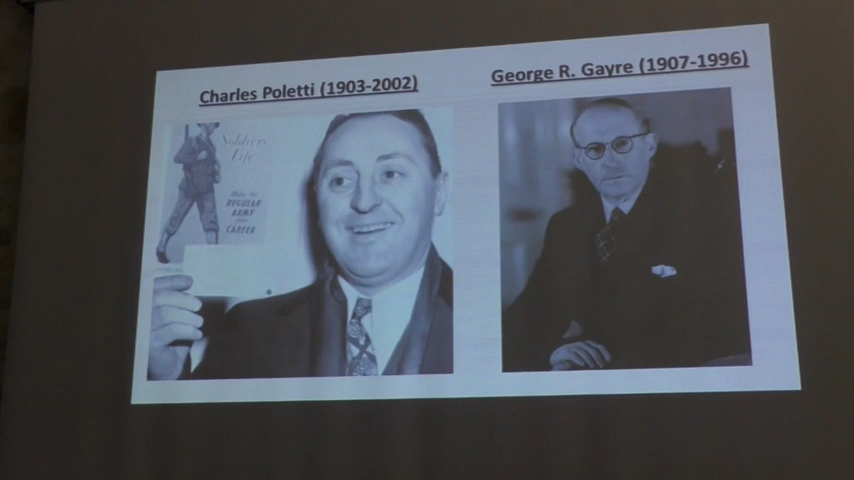 Charles Poletti (1903-2002)
George R. Gayre (1907-1996)
Soldiers
Life
Make the
REGULAR
ARMY
your
CAREER